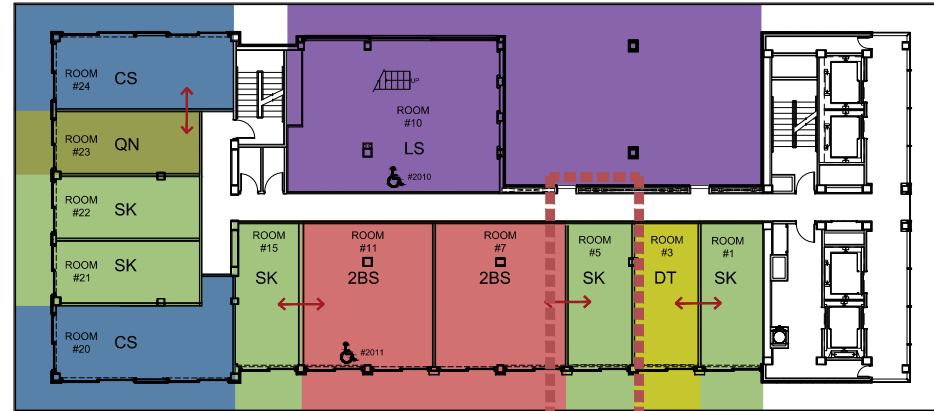 ROOM
#24
CS
ROOM
#23
QN
ROOM
#22
SK
ROOM
#21
SK
ROOM
#20
CS
UP
ROOM
#10
LS
#2010
ROOM
#15
SK
ROOM
#11
2BS
#2011
ROOM
#7
2BS
ROOM
#5
SK
ROOM
#3
DT
ROOM
#1
SK